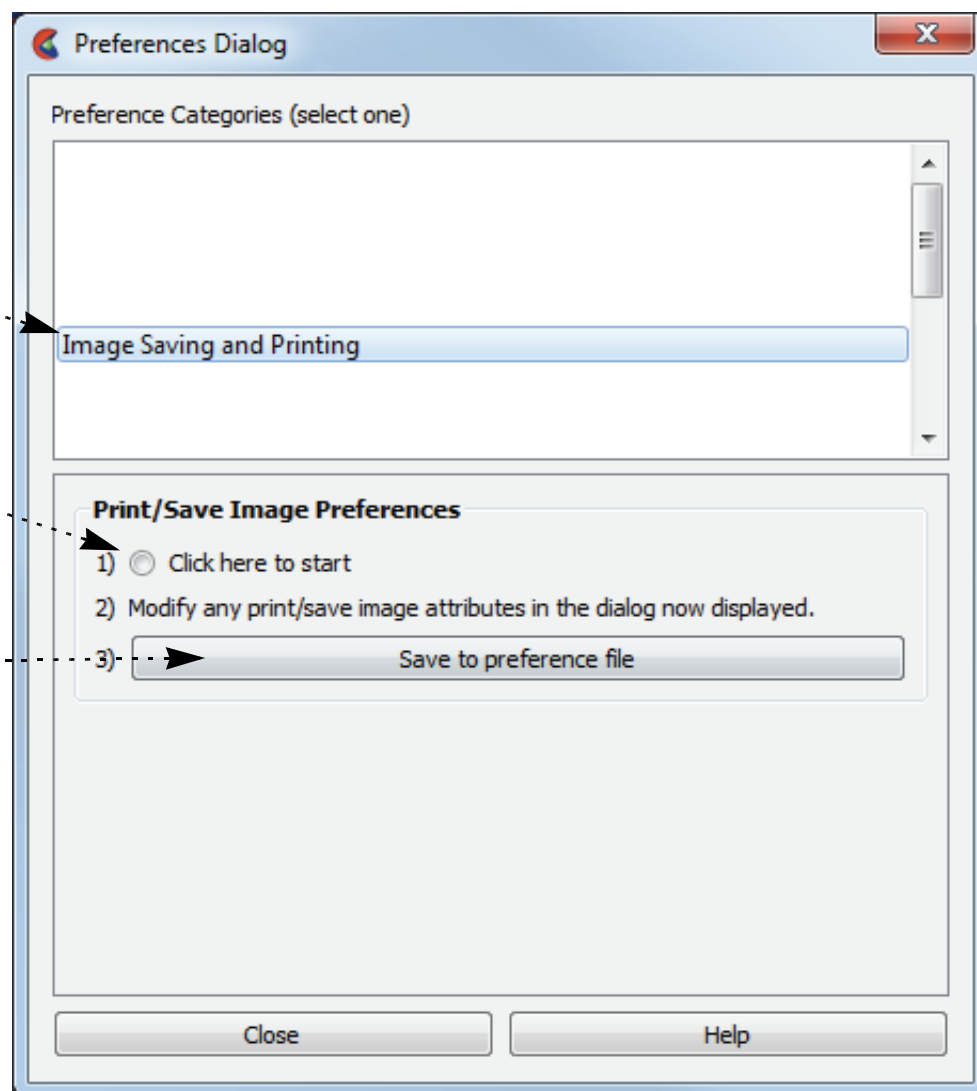 Preferences Dialog
Preference Categories (select one)
Image Saving and Printing
Print/Save Image Preferences
1) Click here to start
2) Modify any print/save image attributes in the dialog now displayed.
3) Save to preference file
Close Help